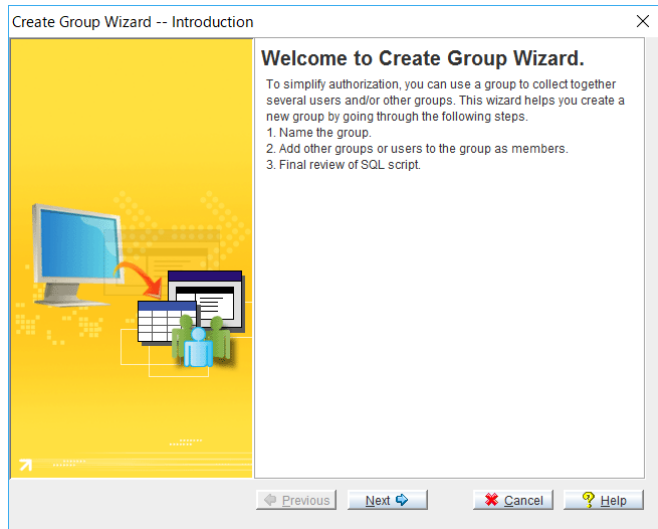 Create Group Wizard -- Introduction
Welcome to Create Group Wizard.
To simplify authorization, you can use a group to collect together
several users and/or other groups. This wizard helps you create a
new group by going through the following steps.
1. Name the group.
2. Add other groups or users to the group as members.
3. Final review of SQL script.
Previous Next Cancel Help